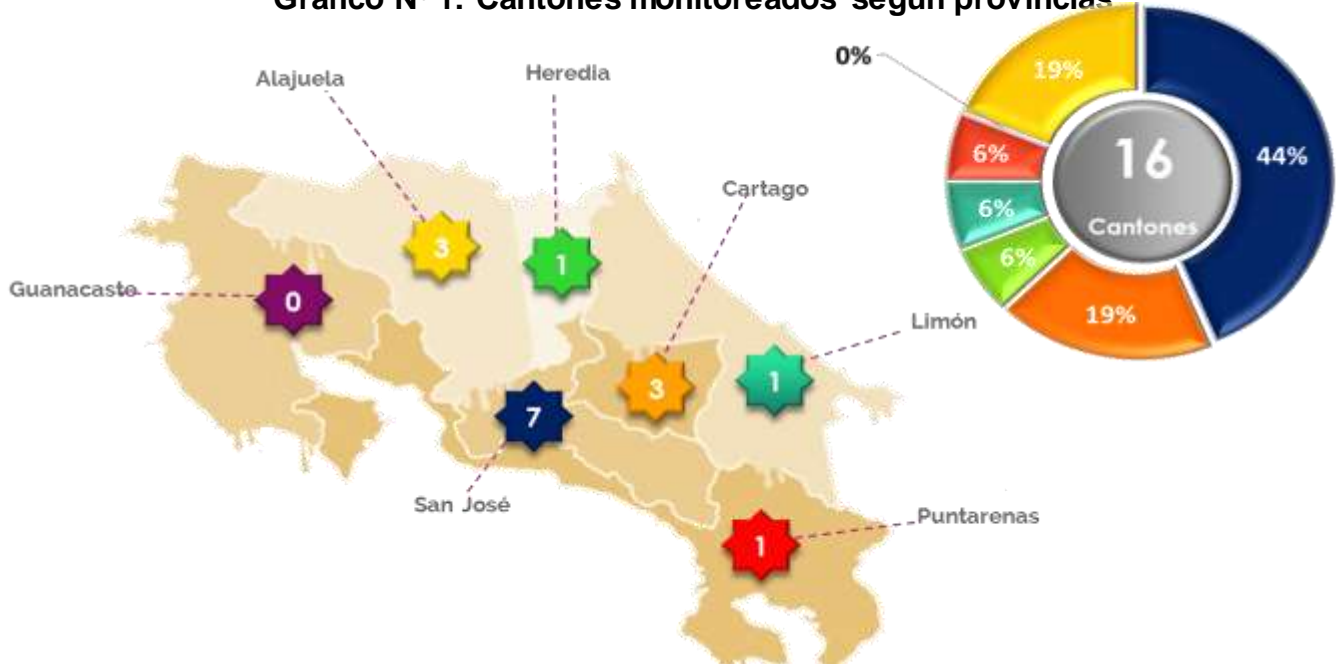 Gráfico N° 1: Cantones monitoreados según provincias
0%
19%
44%
6%
6%
6%
19%
16
Cantones
Alajuela
Heredia
Cartago
Guanacaste
Limón
San José
Puntarenas
3
1
0
3
1
7
1